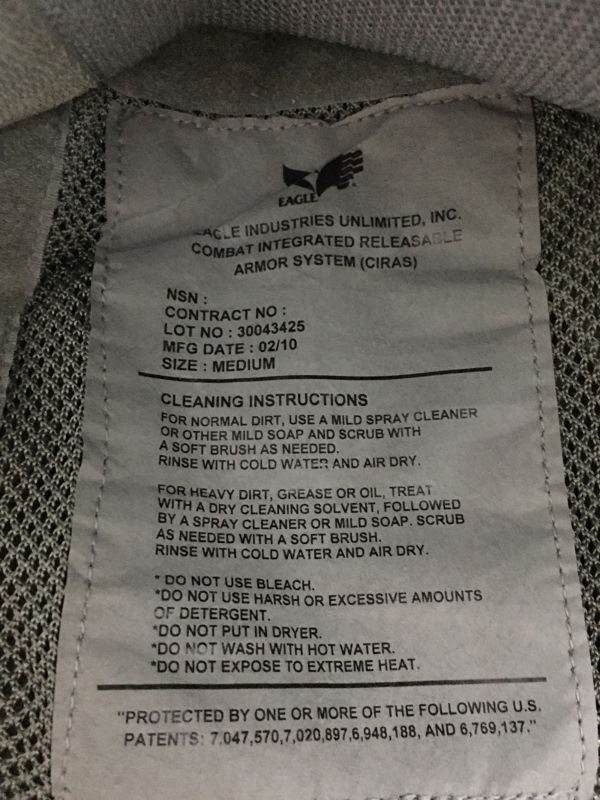 EAGLE
EAGLE INDUSTRIES UNLIMITED, INC.
COMBAT INTEGRATED RELEASABLE
ARMOR SYSTEM (CIRAS)
NSN :
CONTRACT NO :
LOT NO : 30043425
MFG DATE : 02/10
SIZE : MEDIUM
CLEANING INSTRUCTIONS
FOR NORMAL DIRT, USE A MILD SPRAY CLEANER
OR OTHER MILD SOAP AND SCRUB WITH
A SOFT BRUSH AS NEEDED.
RINSE WITH COLD WATER AND AIR DRY.
FOR HEAVY DIRT, GREASE OR OIL, TREAT
WITH A DRY CLEANING SOLVENT, FOLLOWED
BY A SPRAY CLEANER OR MILD SOAP. SCRUB
AS NEEDED WITH A SOFT BRUSH.
RINSE WITH COLD WATER AND AIR DRY.
* DO NOT USE BLEACH.
*DO NOT USE HARSH OR EXCESSIVE AMOUNTS
OF DETERGENT.
*DO NOT PUT IN DRYER.
*DO NOT WASH WITH HOT WATER.
*DO NOT EXPOSE TO EXTREME HEAT.
"PROTECTED BY ONE OR MORE OF THE FOLLOWING U.S.
PATENTS: 7,047,570,7,020,897,6,948,188, AND 6,769,137."